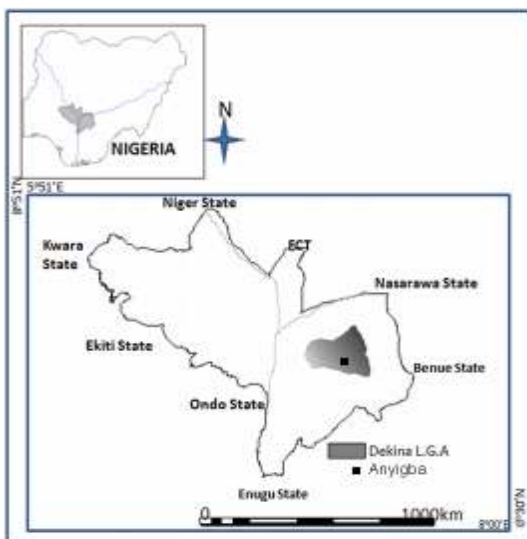 N
NIGERIA
8°51'N
5°51'E
Niger State
Kwara
State
FCT
Nasarawa State
Ekiti State
Benue State
Ondo State
Dekina L.G.A
Anyigba
Enugu State
0 1000km
8°00'E
6°30'N